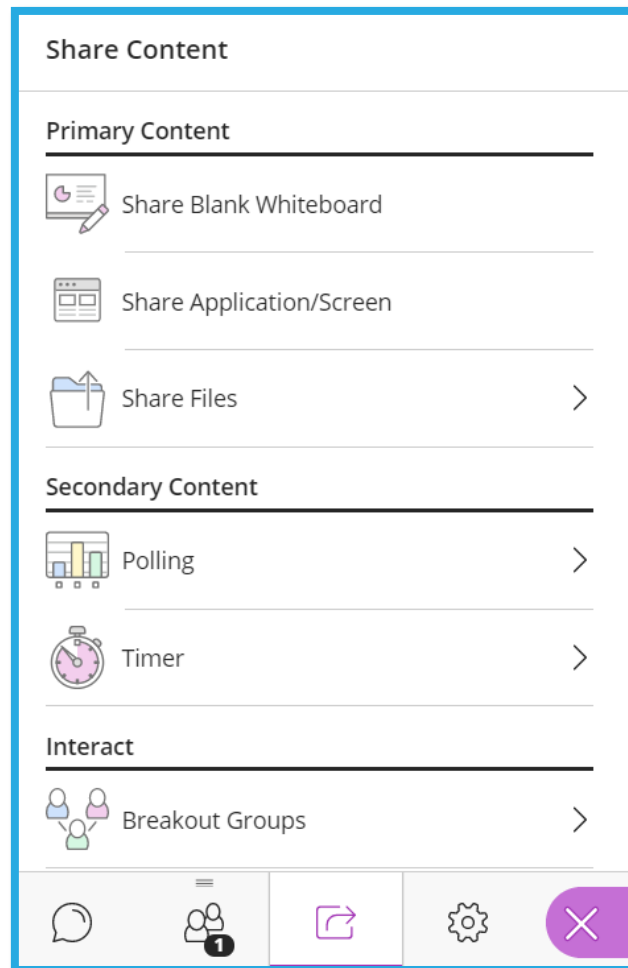 Share Content
Primary Content
Share Blank Whiteboard
Share Application/Screen
Share Files
Secondary Content
Polling
Timer
Interact
Breakout Groups
1